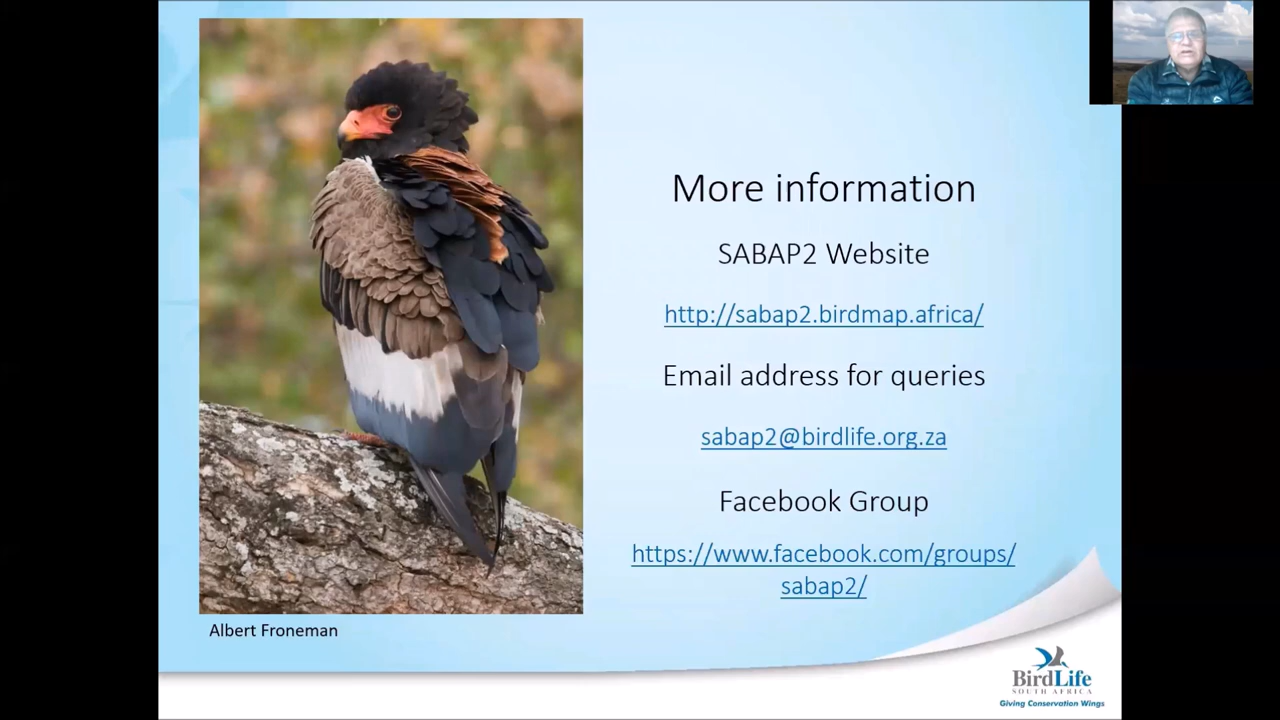 More information
SABAP2 Website
http://sabap2.birdmap.africa/
Email address for queries
sabap2@birdlife.org.za
Facebook Group
https://www.facebook.com/groups/
sabap2/
Albert Froneman
BirdLife
SOUTH AFRICA
Giving Conservation Wings